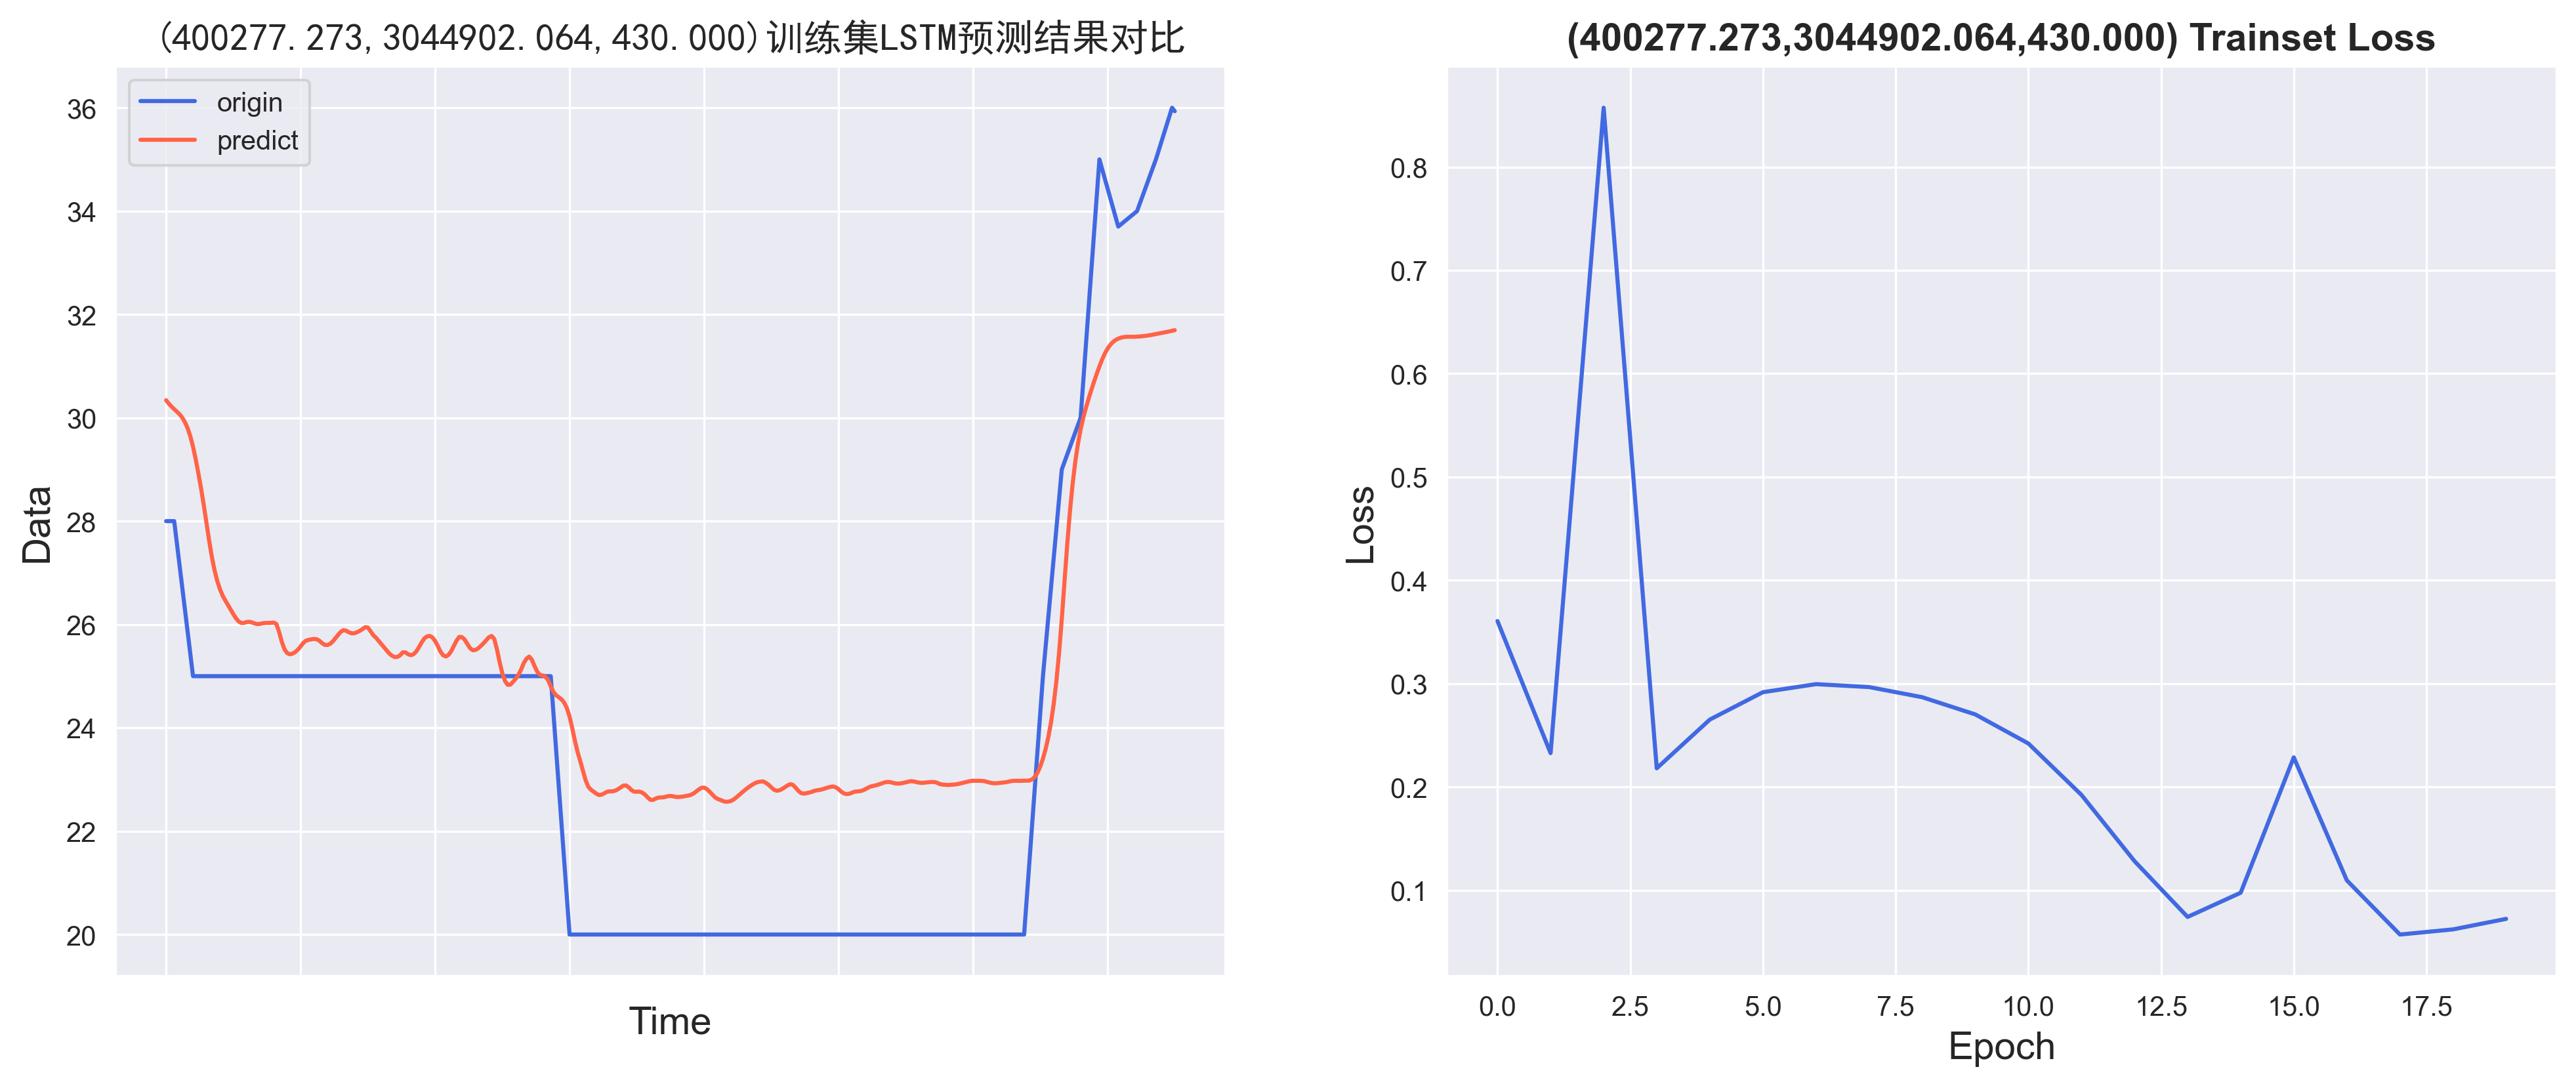 (400277.273,3044902.064,430.000)训练集LSTM预测结果对比
origin
predict
36
34
32
30
28
26
24
22
20
Data
Time
(400277.273,3044902.064,430.000) Trainset Loss
0.8
0.7
0.6
0.5
0.4
0.3
0.2
0.1
Loss
0.0 2.5 5.0 7.5 10.0 12.5 15.0 17.5
Epoch